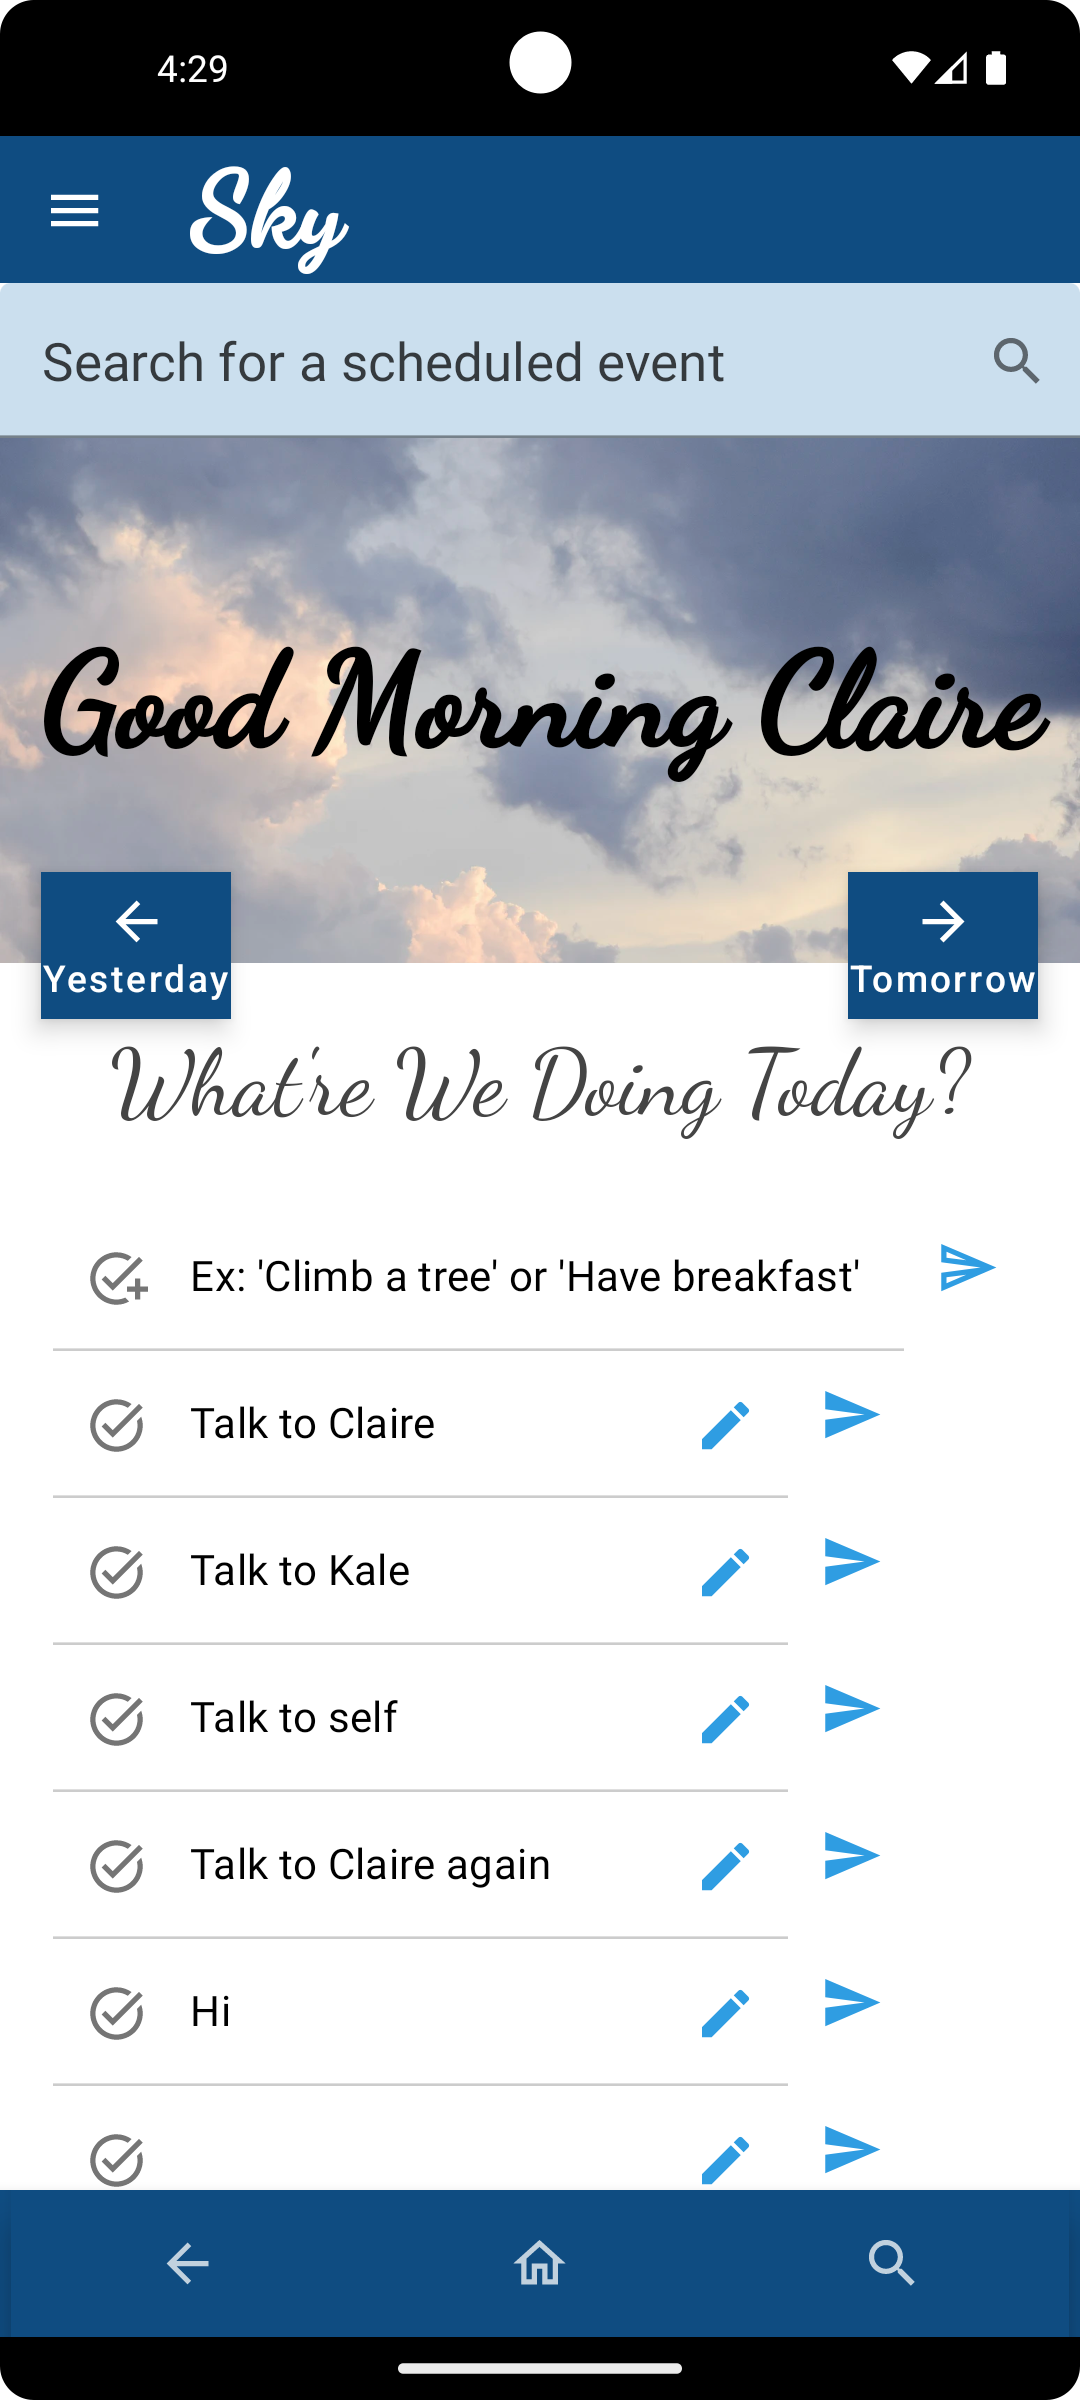 4:29
Sky
Search for a scheduled event
Good Morning Claire
Yesterday
Tomorrow
What're We Doing Today?
Ex: 'Climb a tree' or 'Have breakfast'
Talk to Claire
Talk to Kale
Talk to self
Talk to Claire again
Hi